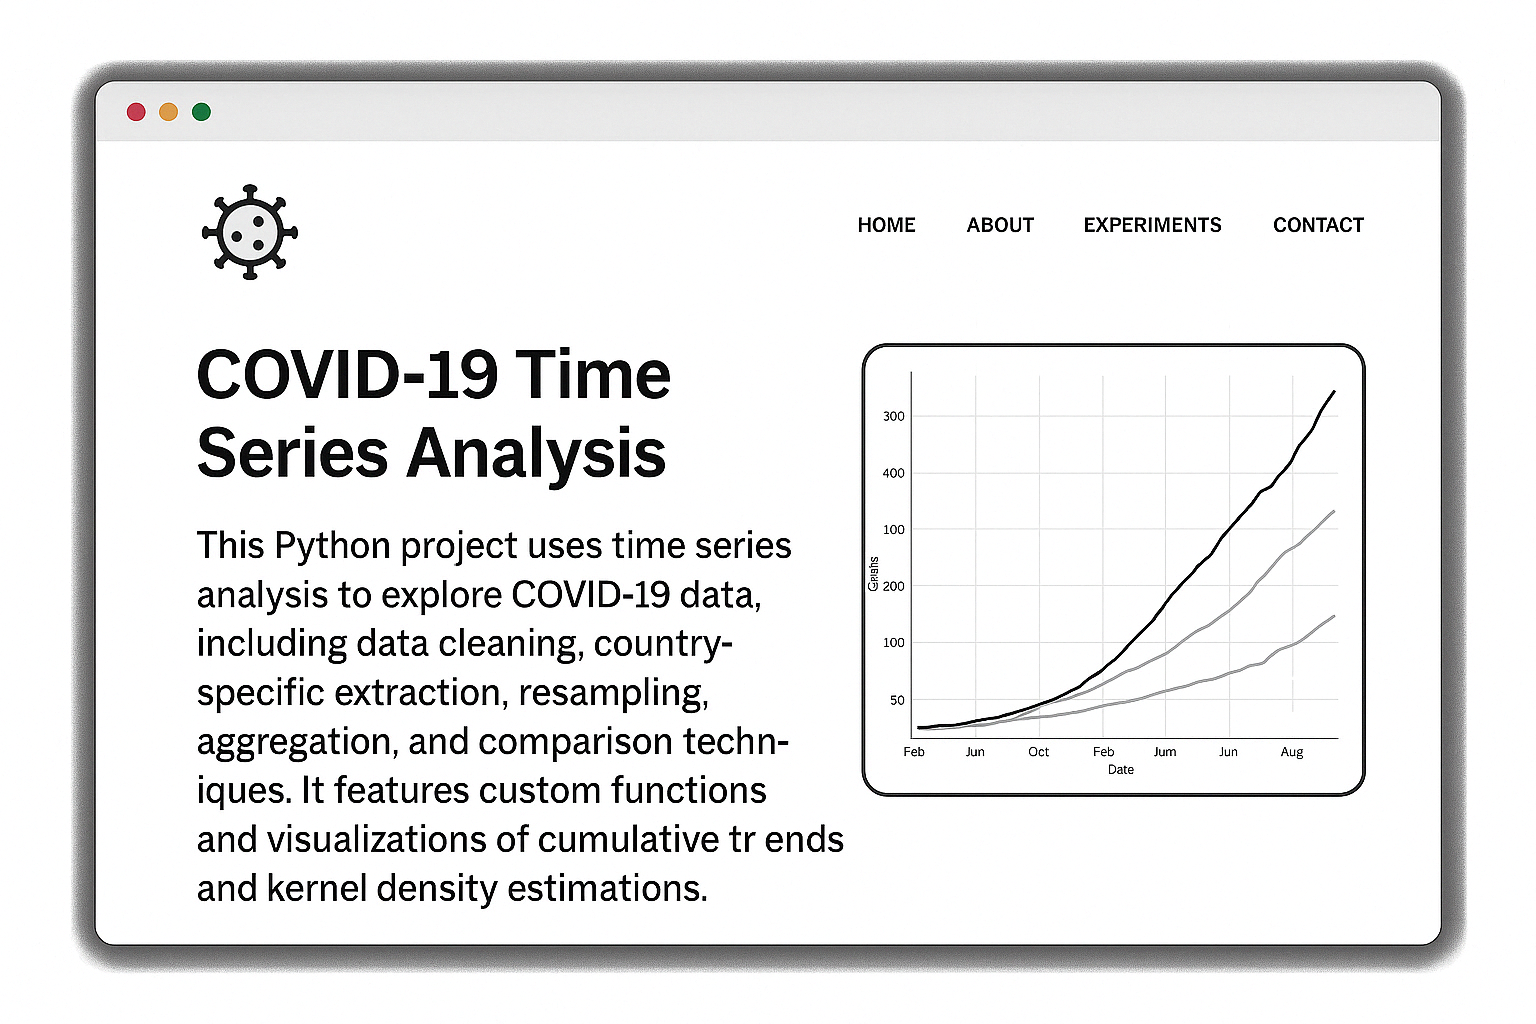 HOME ABOUT EXPERIMENTS CONTACT
COVID-19 Time
Series Analysis
This Python project uses time series
analysis to explore COVID-19 data,
including data cleaning, country-
specific extraction, resampling,
aggregation, and comparison techn-
iques. It features custom functions
and visualizations of cumulative tr ends
and kernel density estimations.
300
400
100
200
100
50
Feb Jun Oct Feb Jum Jun Aug
Date